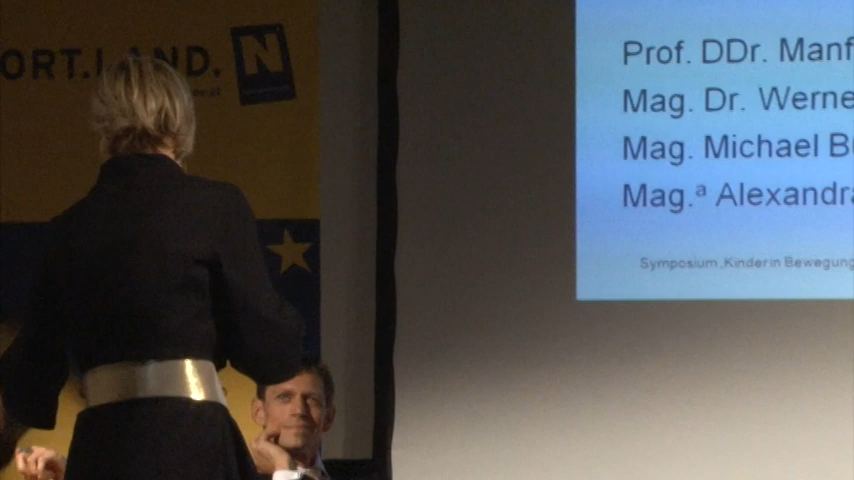 ORT.LAND. N
Prof. DDr. Manf
Mag. Dr. Werne
Mag. Michael B
Mag.ª Alexandra
Symposium „Kinder in Bewegung